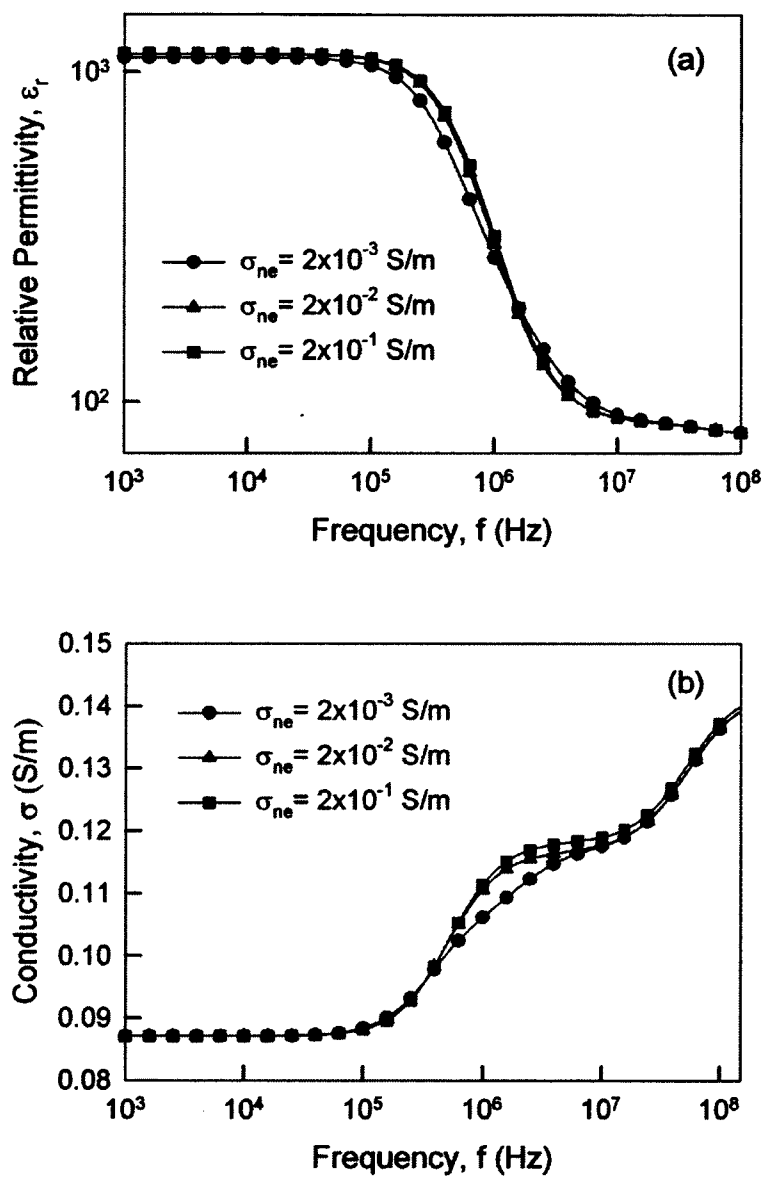 (a)
10³
Relative Permittivity, εr
σne= 2x10⁻³ S/m
σne= 2x10⁻² S/m
σne= 2x10⁻¹ S/m
10²
10³ 10⁴ 10⁵ 10⁶ 10⁷ 10⁸
Frequency, f (Hz)
0.15
(b)
0.14
σne= 2x10⁻³ S/m
0.13
σne= 2x10⁻² S/m
σne= 2x10⁻¹ S/m
0.12
Conductivity, σ (S/m)
0.11
0.10
0.09
0.08
10³ 10⁴ 10⁵ 10⁶ 10⁷ 10⁸
Frequency, f (Hz)